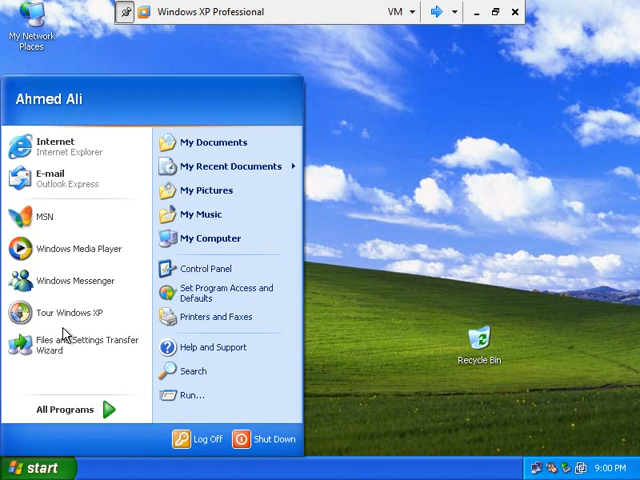 Windows XP Professional
VM
My Network
Places
Ahmed Ali
Internet
Internet Explorer
E-mail
Outlook Express
MSN
Windows Media Player
Windows Messenger
Tour Windows XP
Files and Settings Transfer
Wizard
All Programs
My Documents
My Recent Documents
My Pictures
My Music
My Computer
Control Panel
Set Program Access and
Defaults
Printers and Faxes
Help and Support
Search
Run...
Log Off
Shut Down
Recycle Bin
start
9:00 PM